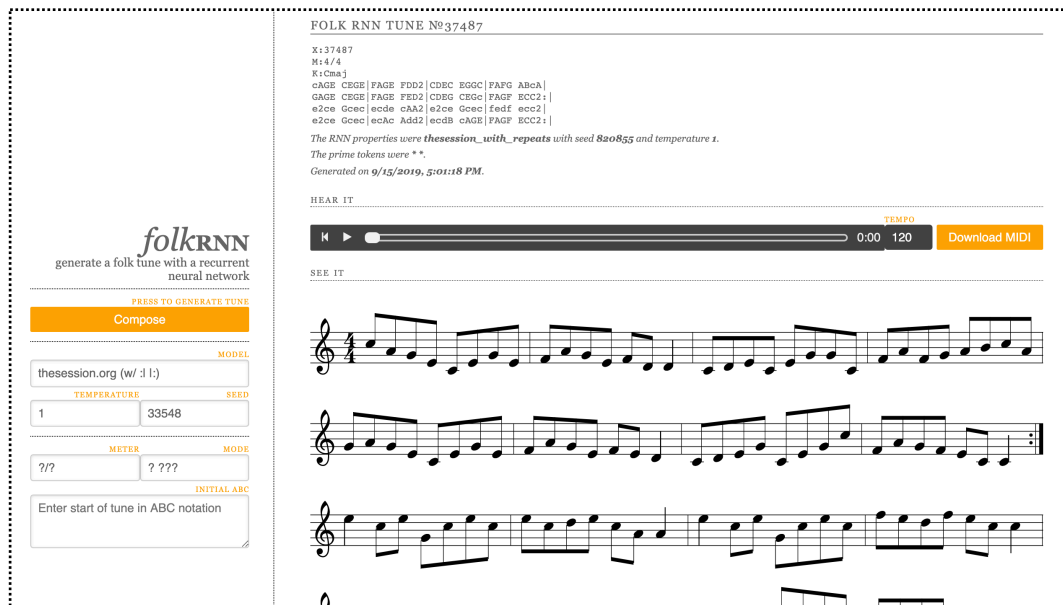 folkRNN
generate a folk tune with a recurrent
neural network
PRESS TO GENERATE TUNE
Compose
MODEL
thesession.org (w/ :| |:)
TEMPERATURE SEED
1 33548
METER MODE
?/? ? ???
INITIAL ABC
Enter start of tune in ABC notation
FOLK RNN TUNE №37487
X:37487
M:4/4
K:Cmaj
cAGE CEGE|FAGE FDD2|CDEC EGGC|FAFG ABcA|
GAGE CEGE|FAGE FED2|CDEG CEGc|FAGF ECC2:|
e2ce Gcec|ecde cAA2|e2ce Gcec|fedf ecc2|
e2ce Gcec|ecAc Add2|ecdB cAGE|FAGF ECC2:|
The RNN properties were thesession_with_repeats with seed 820855 and temperature 1.
The prime tokens were * *.
Generated on 9/15/2019, 5:01:18 PM.
HEAR IT
TEMPO
0:00 120 Download MIDI
SEE IT
4
4